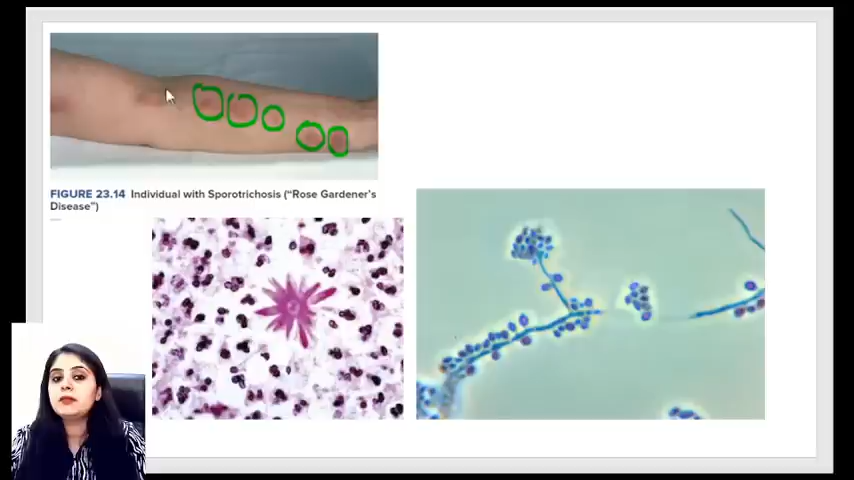 FIGURE 23.14 Individual with Sporotrichosis ("Rose Gardener's
Disease")